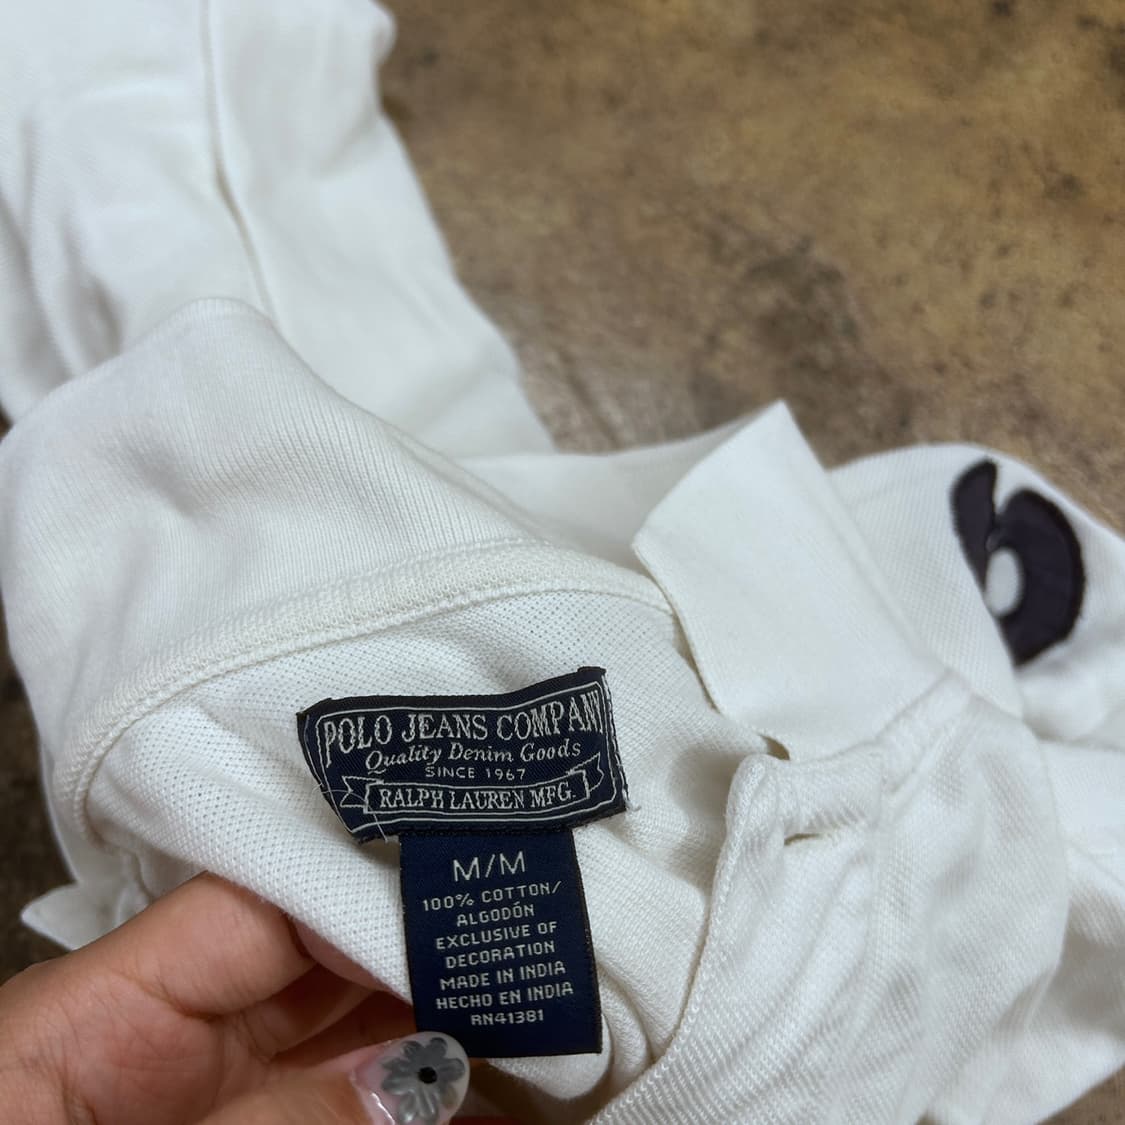 POLO JEANS COMPANY
Quality Denim Goods
SINCE 1967
RALPH LAUREN MFG.
M/M
100% COTTON/
ALGODÓN
EXCLUSIVE OF
DECORATION
MADE IN INDIA
HECHO EN INDIA
RN41381
6